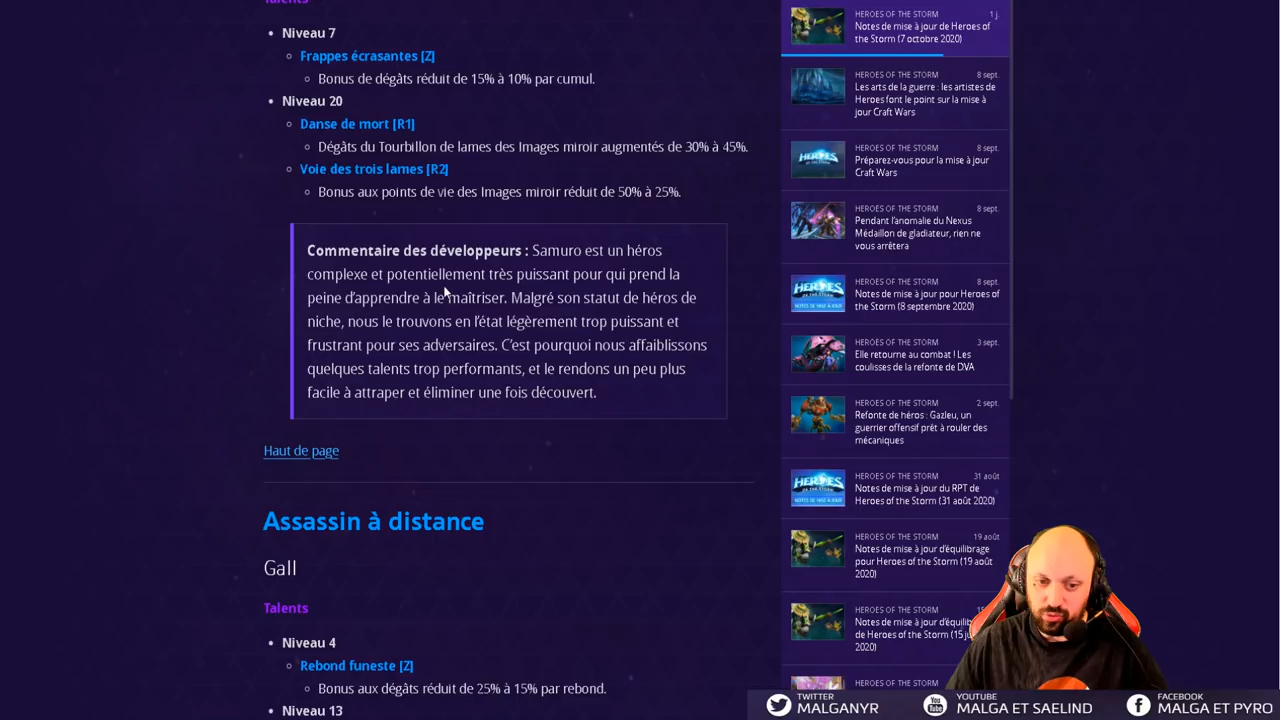 Talents
• Niveau 7
Frappes écrasantes [Z]
Bonus de dégâts réduit de 15% à 10% par cumul.
• Niveau 20
Danse de mort [R1]
Dégâts du Tourbillon de lames des Images miroir augmentés de 30% à 45%.
Voie des trois lames [R2]
Bonus aux points de vie des Images miroir réduit de 50% à 25%.
Commentaire des développeurs : Samuro est un héros
complexe et potentiellement très puissant pour qui prend la
peine d'apprendre à le maîtriser. Malgré son statut de héros de
niche, nous le trouvons en l'état légèrement trop puissant et
frustrant pour ses adversaires. C'est pourquoi nous affaiblissons
quelques talents trop performants, et le rendons un peu plus
facile à attraper et éliminer une fois découvert.
Haut de page
Assassin à distance
Gall
Talents
• Niveau 4
Rebond funeste [Z]
Bonus aux dégâts réduit de 25% à 15% par rebond.
• Niveau 13
HEROES OF THE STORM 1 j.
Notes de mise à jour de Heroes of
the Storm (7 octobre 2020)
HEROES OF THE STORM 8 sept.
Les arts de la guerre : les artistes de
Heroes font le point sur la mise à
jour Craft Wars
HEROES OF THE STORM 8 sept.
Préparez-vous pour la mise à jour
Craft Wars
HEROES
HEROES OF THE STORM 8 sept.
Pendant l'anomalie du Nexus
Médaillon de gladiateur, rien ne
vous arrêtera
HEROES OF THE STORM 8 sept.
Notes de mise à jour pour Heroes of
the Storm (8 septembre 2020)
HEROES
NOTES DE MISE À JOUR
HEROES OF THE STORM 3 sept.
Elle retourne au combat ! Les
coulisses de la refonte de D.VA
HEROES OF THE STORM 2 sept.
Refonte de héros : Gazleu, un
guerrier offensif prêt à rouler des
mécaniques
HEROES OF THE STORM 31 août
Notes de mise à jour du RPT de
Heroes of the Storm (31 août 2020)
HEROES
NOTES DE MISE À JOUR
HEROES OF THE STORM 19 août
Notes de mise à jour d'équilibrage
pour Heroes of the Storm (19 août
2020)
HEROES OF THE STORM
Notes de mise à jour
de Heroes of the Storm (15
2020)
HEROES OF THE STORM
TWITTER
MALGANYR
YOUTUBE
MALGA ET SAELIND
FACEBOOK
MALGA ET PYRO